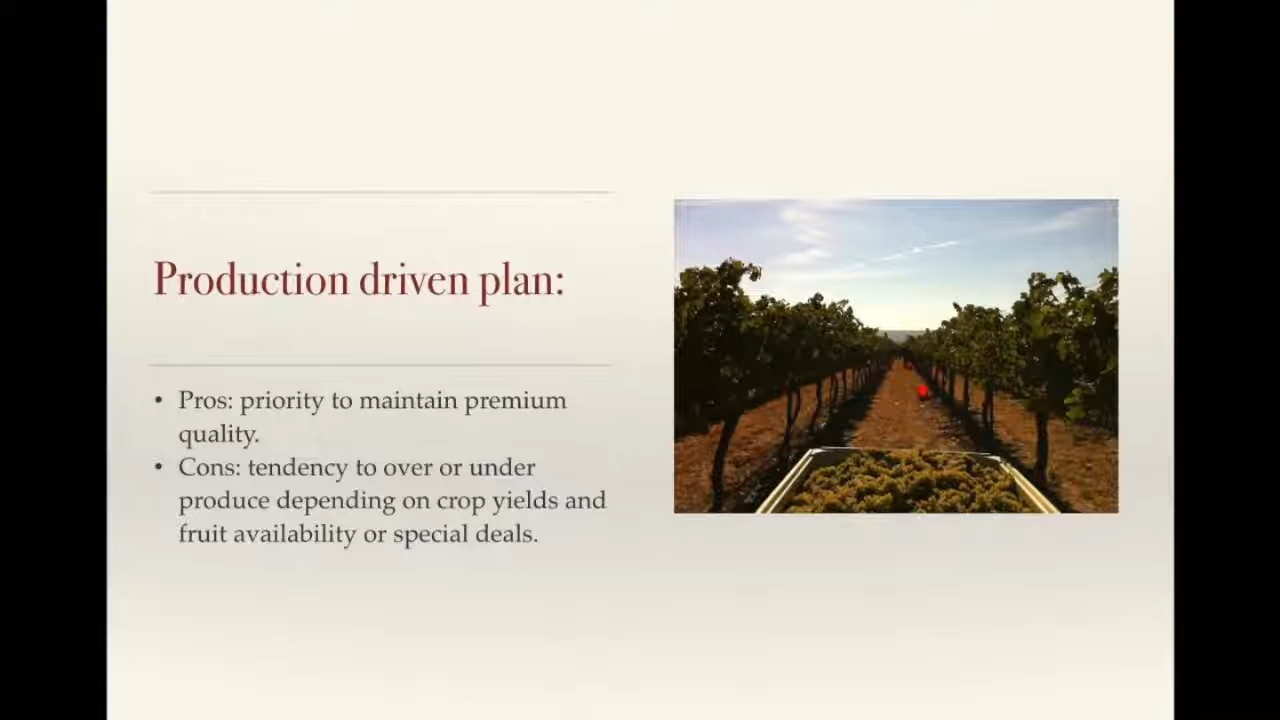 Production driven plan:
• Pros: priority to maintain premium
quality.
• Cons: tendency to over or under
produce depending on crop yields and
fruit availability or special deals.